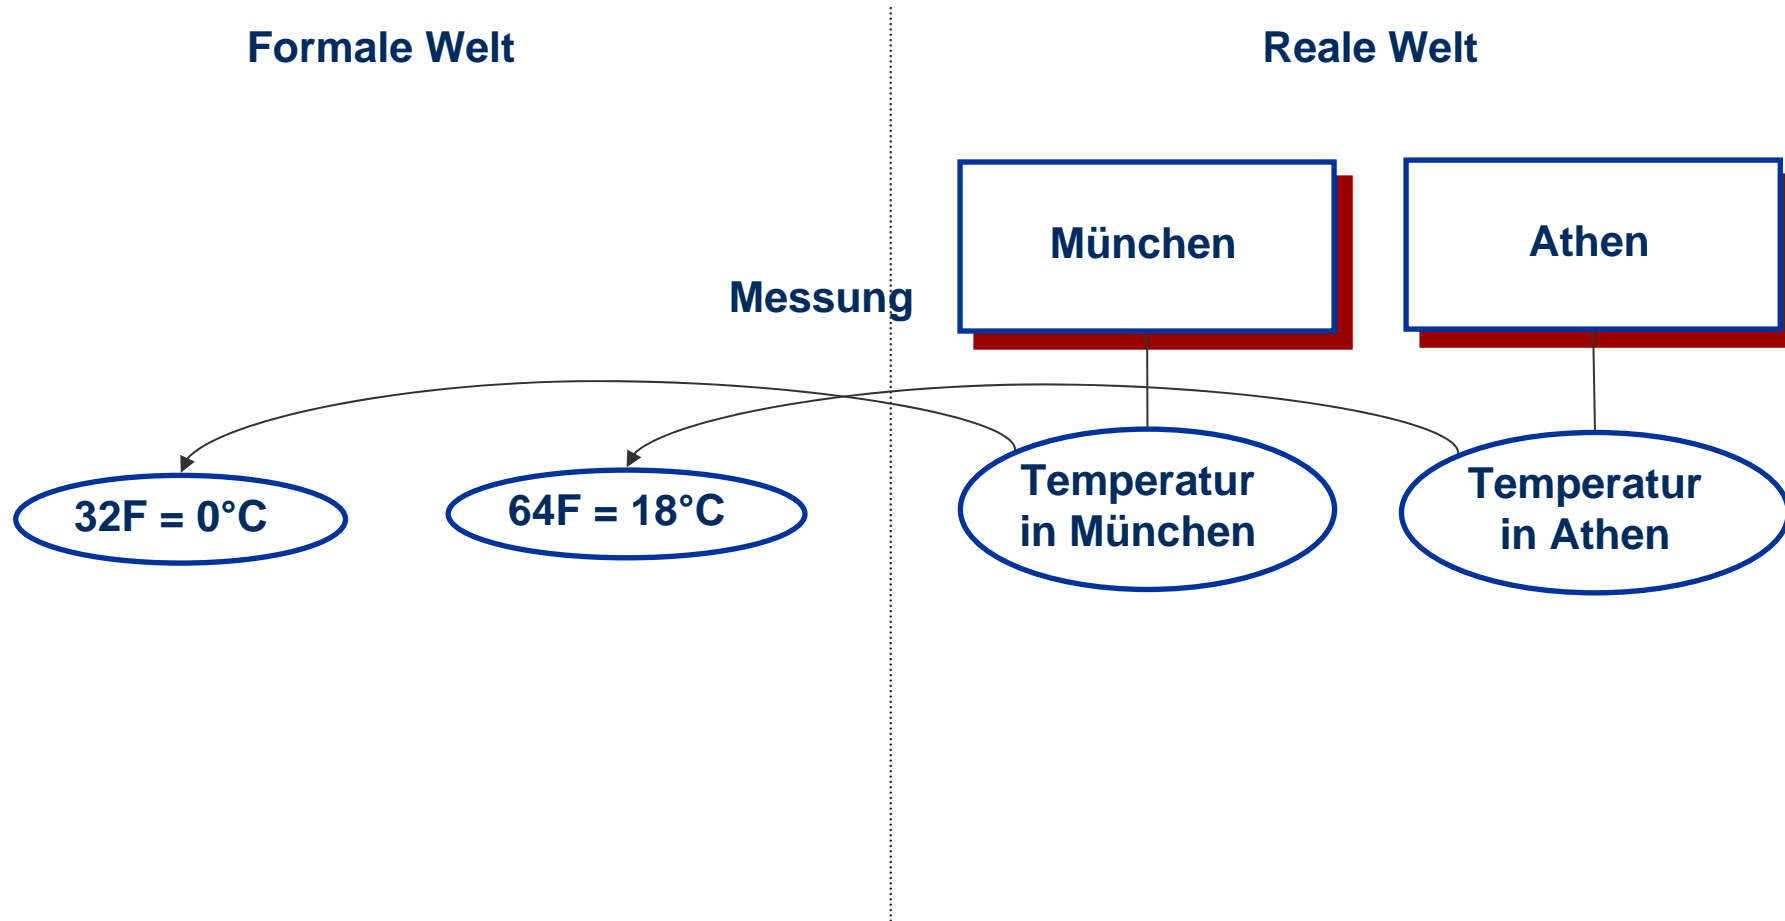 Formale Welt
Reale Welt
München
Athen
Messung
32F = 0°C
64F = 18°C
Temperatur
in München
Temperatur
in Athen